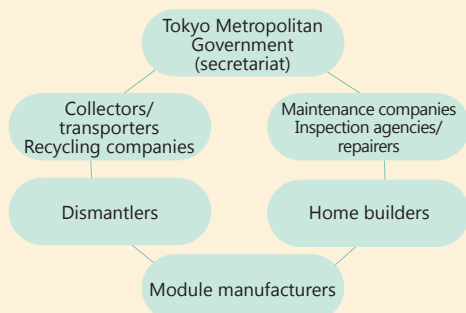 Tokyo Metropolitan
Government
(secretariat)
Collectors/
transporters
Recycling companies
Maintenance companies
Inspection agencies/
repairers
Dismantlers
Home builders
Module manufacturers